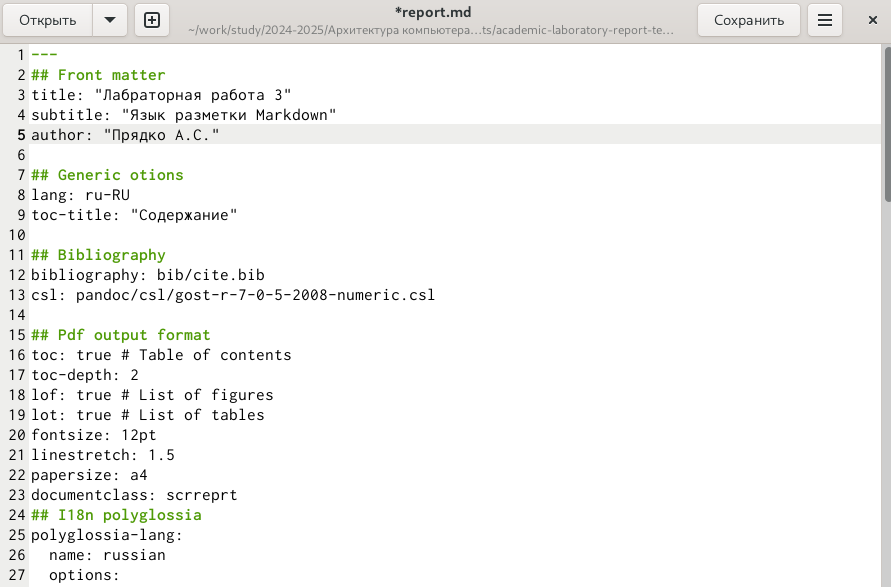 Открыть
*report.md
~/work/study/2024-2025/Архитектура компьютера...ts/academic-laboratory-report-te...
Сохранить
1 ---
2 ## Front matter
3 title: "Лабраторная работа 3"
4 subtitle: "Язык разметки Markdown"
5 author: "Прядко А.С."
6
7 ## Generic otions
8 lang: ru-RU
9 toc-title: "Содержание"
10
11 ## Bibliography
12 bibliography: bib/cite.bib
13 csl: pandoc/csl/gost-r-7-0-5-2008-numeric.csl
14
15 ## Pdf output format
16 toc: true # Table of contents
17 toc-depth: 2
18 lof: true # List of figures
19 lot: true # List of tables
20 fontsize: 12pt
21 linestretch: 1.5
22 papersize: a4
23 documentclass: scrreprt
24 ## I18n polyglossia
25 polyglossia-lang:
26   name: russian
27   options: